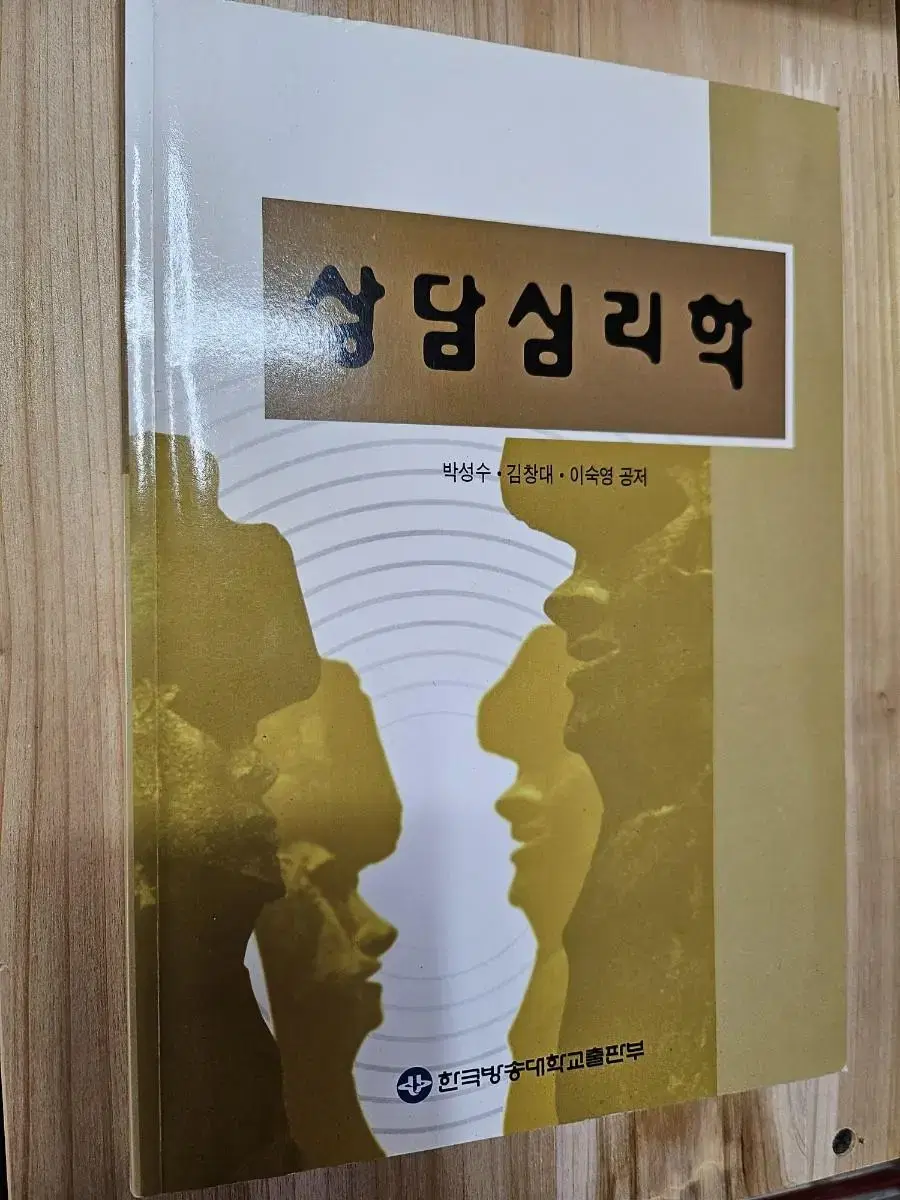 상담심리학
박성수 • 김창대 • 이숙영 공저
한국방송대학교출판부